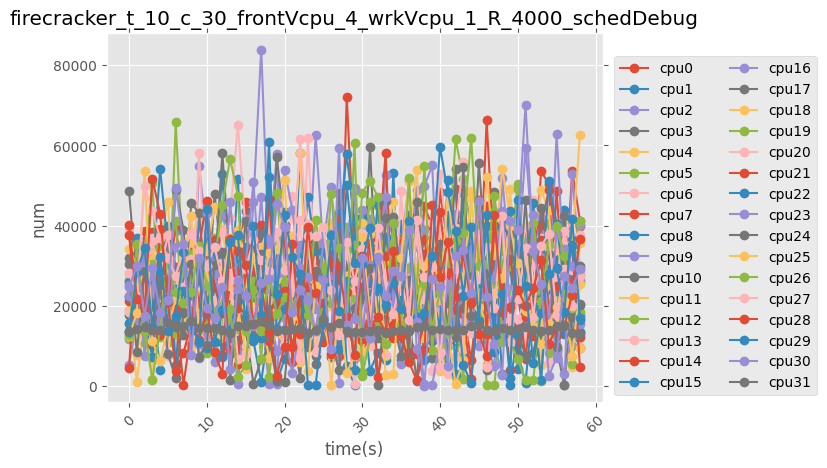 firecracker_t_10_c_30_frontVcpu_4_wrkVcpu_1_R_4000_schedDebug
80000
60000
40000
20000
0
num
0
10
20
30
40
50
60
time(s)
cpu0
cpu1
cpu2
cpu3
cpu4
cpu5
cpu6
cpu7
cpu8
cpu9
cpu10
cpu11
cpu12
cpu13
cpu14
cpu15
cpu16
cpu17
cpu18
cpu19
cpu20
cpu21
cpu22
cpu23
cpu24
cpu25
cpu26
cpu27
cpu28
cpu29
cpu30
cpu31